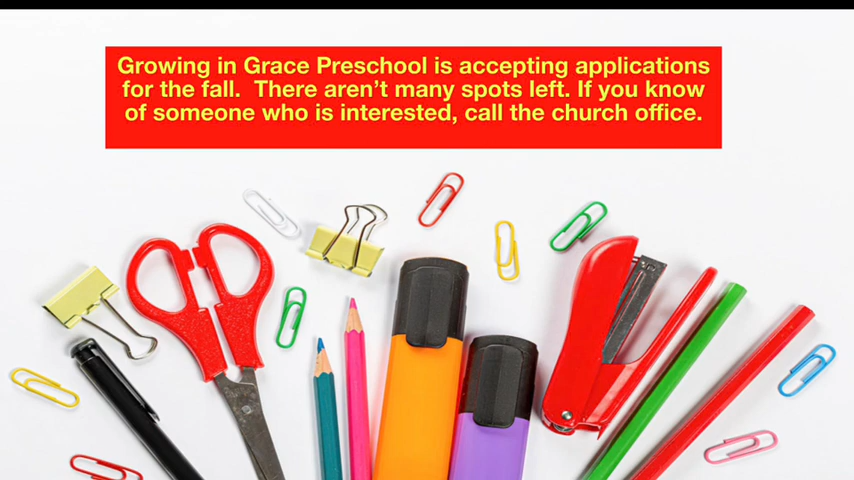 Growing in Grace Preschool is accepting applications
for the fall.  There aren’t many spots left. If you know
of someone who is interested, call the church office.